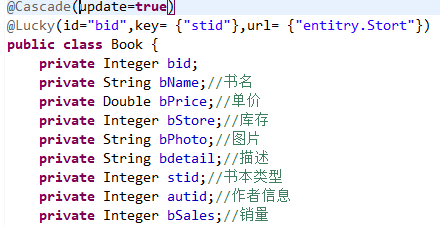 @Cascade(update=true)
@Lucky(id="bid",key= {"stid"},url= {"entitry.Stort"})
public class Book {
private Integer bid;
private String bName;//书名
private Double bPrice;//单价
private Integer bStore;//库存
private String bPhoto;//图片
private String bdetail;//描述
private Integer stid;//书本类型
private Integer autid;//作者信息
private Integer bSales;//销量